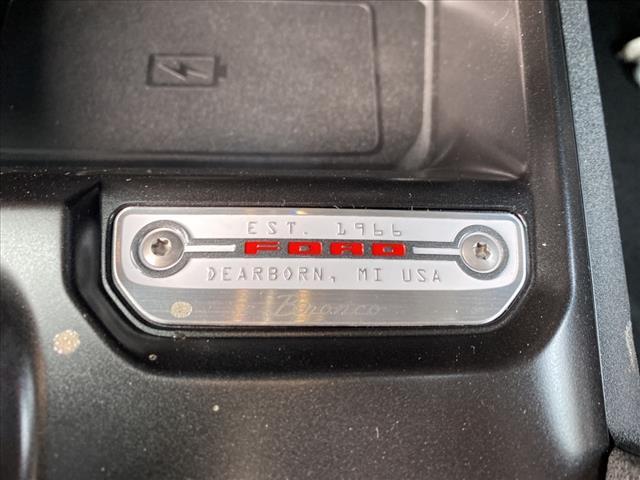 EST. 1966
FORD
DEARBORN, MI USA
Bronco